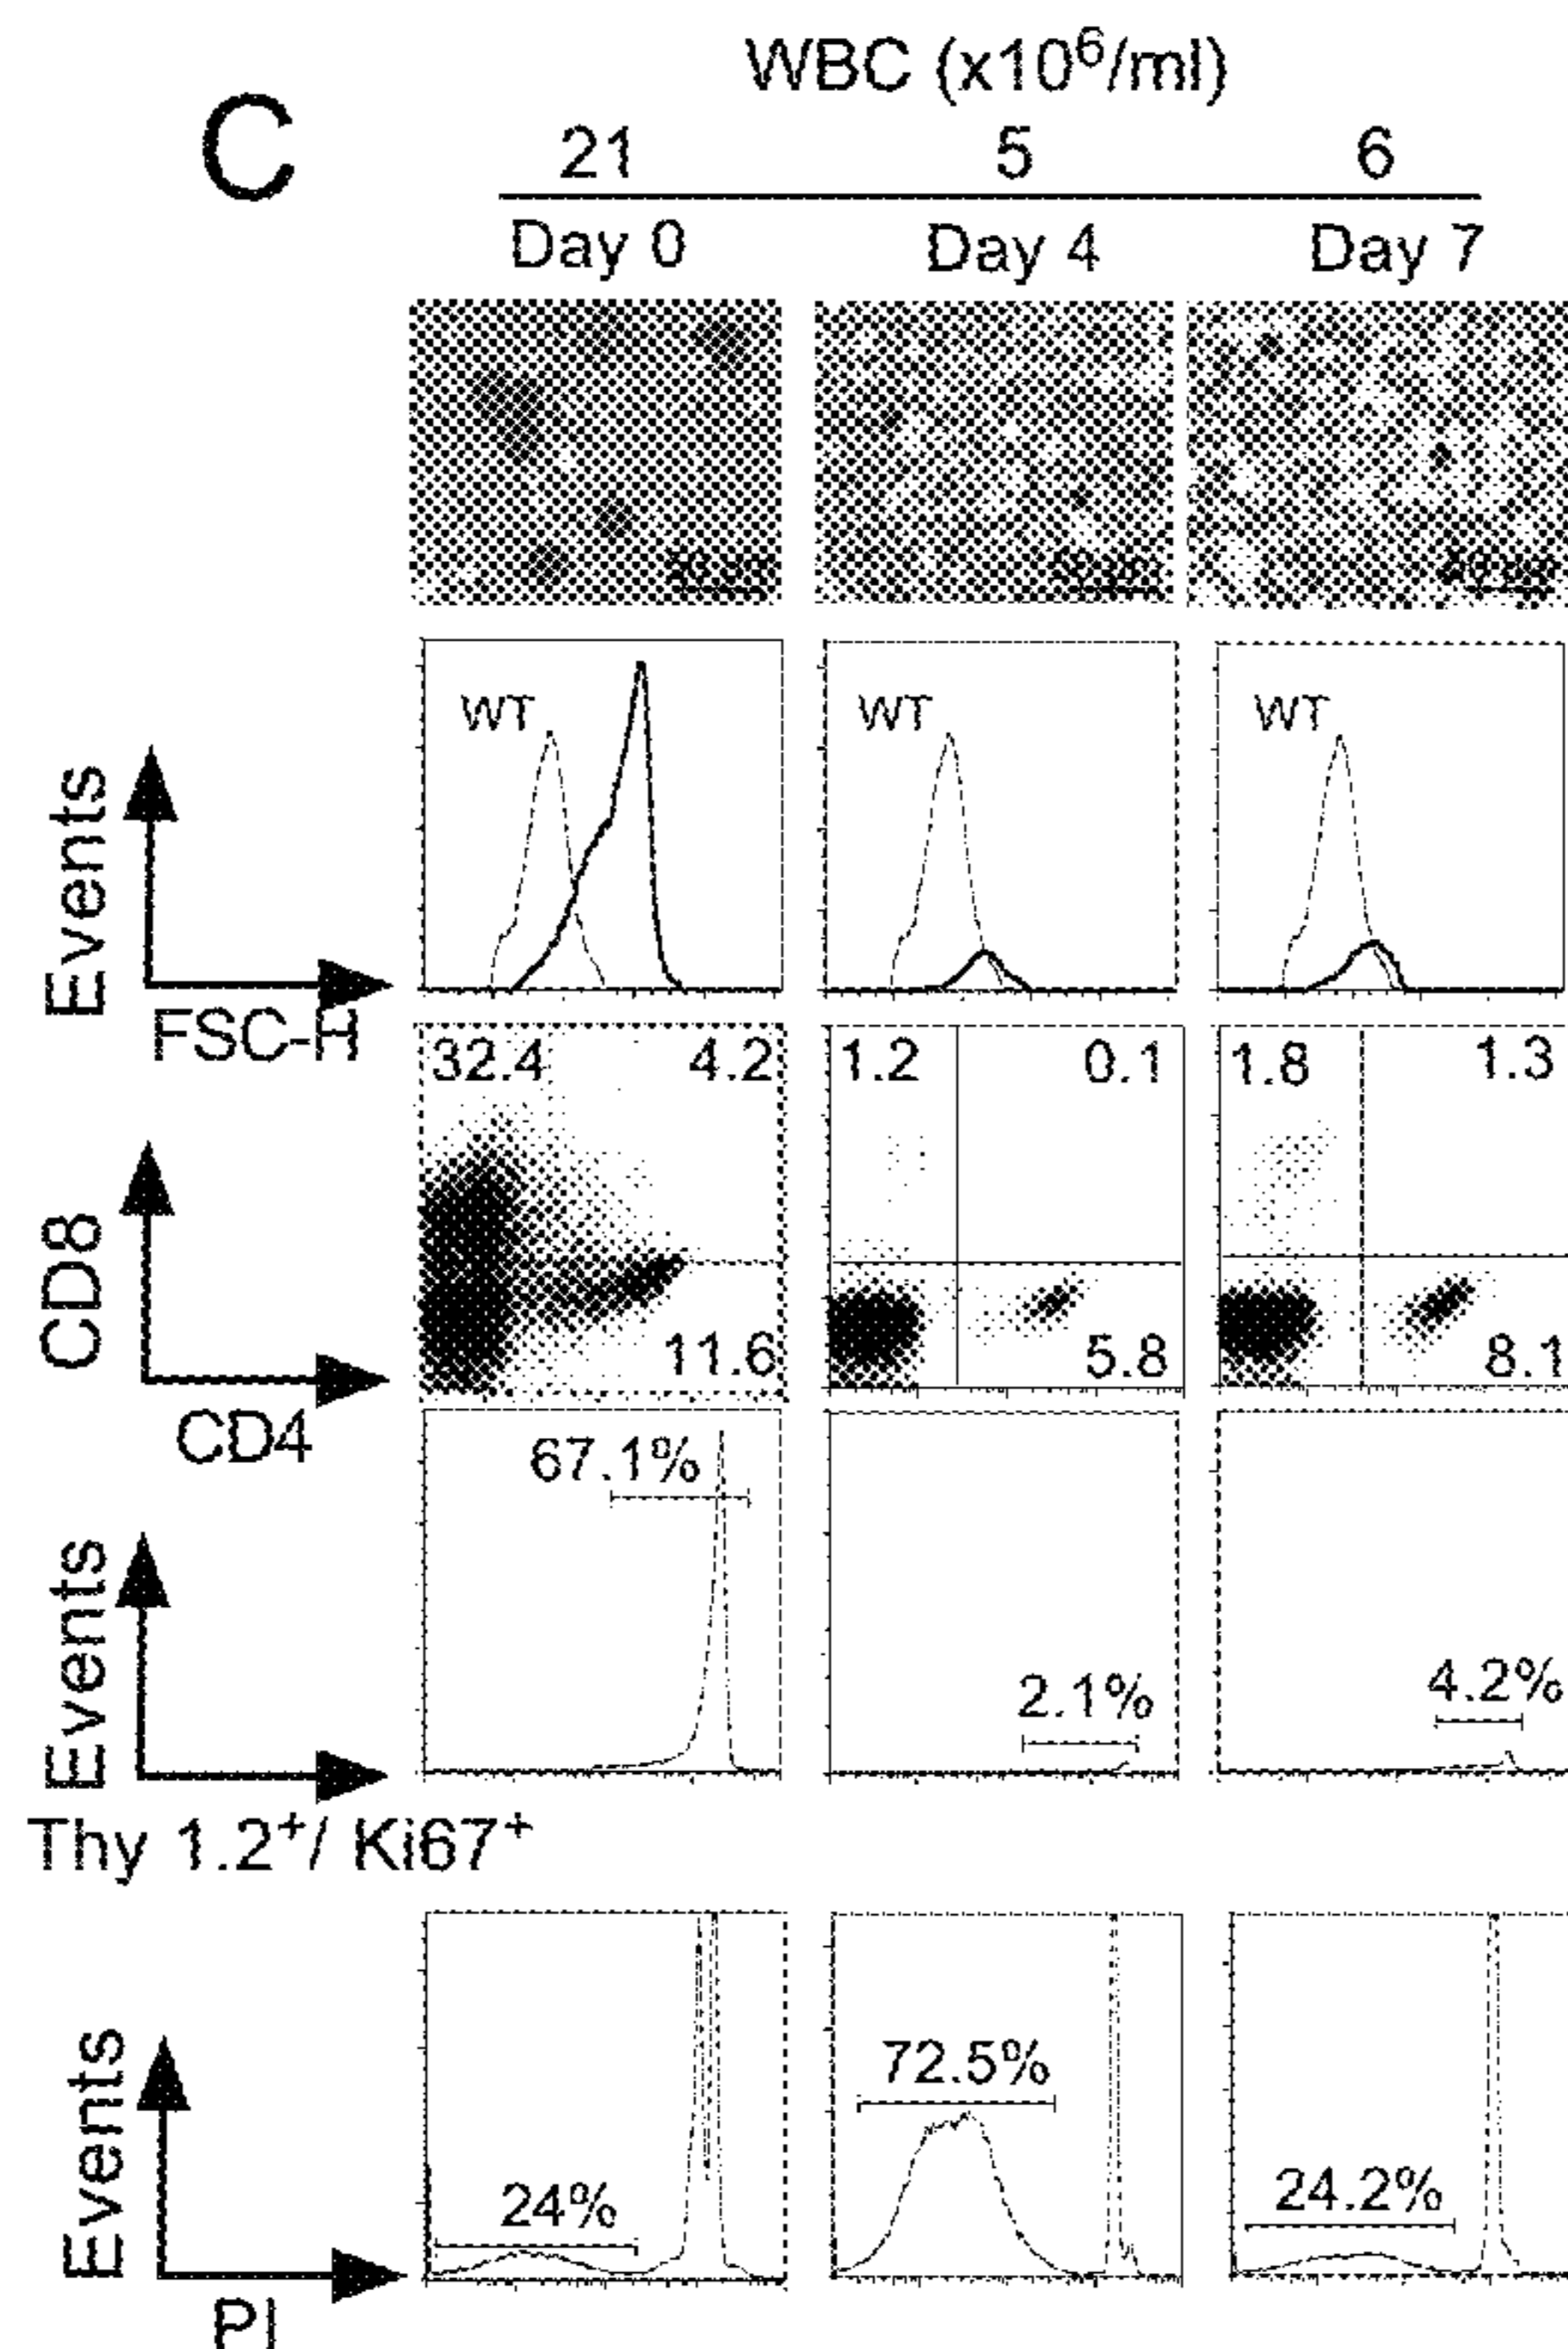 C
WBC (x10⁶/ml)
21 5 6
Day 0 Day 4 Day 7
WT WT WT
Events
FSC-H
32.4 4.2 1.2 0.1 1.8 1.3
CD8
11.6 5.8 8.1
CD4
67.1%
Events
2.1% 4.2%
Thy 1.2⁺/ Ki67⁺
72.5%
Events
24% 24.2%
PI